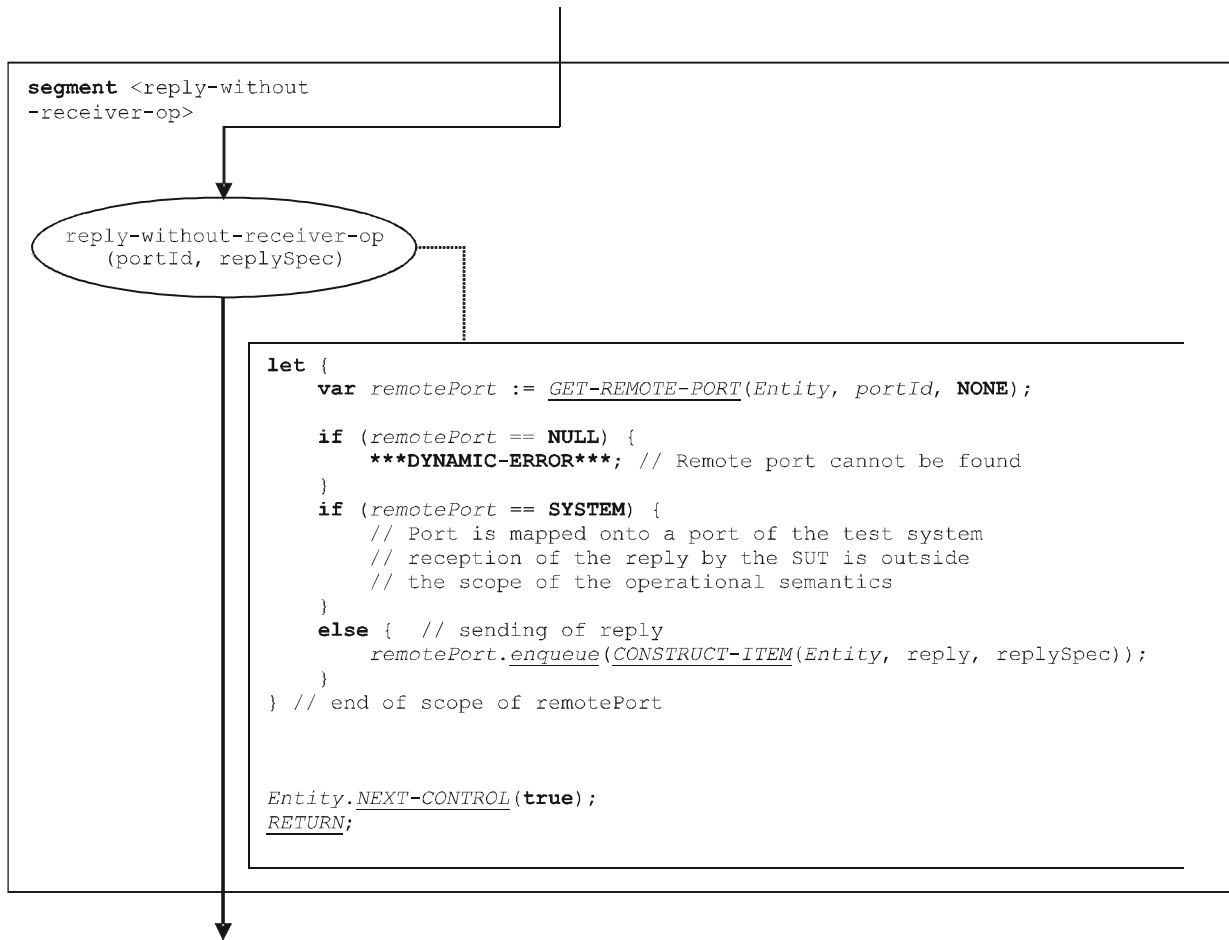 segment <reply-without
-receiver-op>
reply-without-receiver-op
(portId, replySpec)
let {
var remotePort := GET-REMOTE-PORT(Entity, portId, NONE);
if (remotePort == NULL) {
***DYNAMIC-ERROR***; // Remote port cannot be found
}
if (remotePort == SYSTEM) {
// Port is mapped onto a port of the test system
// reception of the reply by the SUT is outside
// the scope of the operational semantics
}
else { // sending of reply
remotePort.enqueue(CONSTRUCT-ITEM(Entity, reply, replySpec));
}
} // end of scope of remotePort
Entity.NEXT-CONTROL(true);
RETURN;